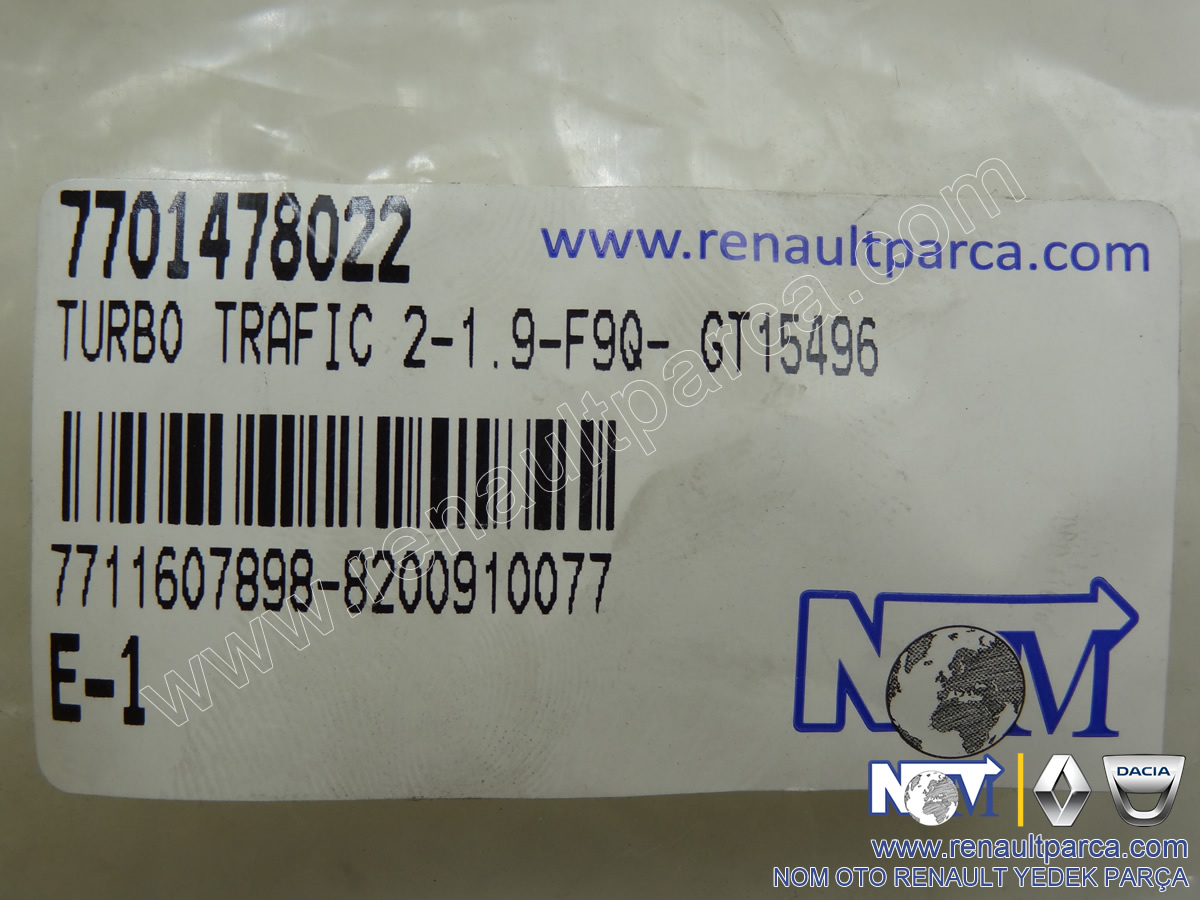 7701478022
www.renaultparca.com
TURBO TRAFIC 2-1.9-F9Q- GT15496
7711607898-8200910077
E-1
www.renaultparca.com
NOM
NOM
DACIA
www.renaultparca.com
NOM OTO RENAULT YEDEK PARÇA